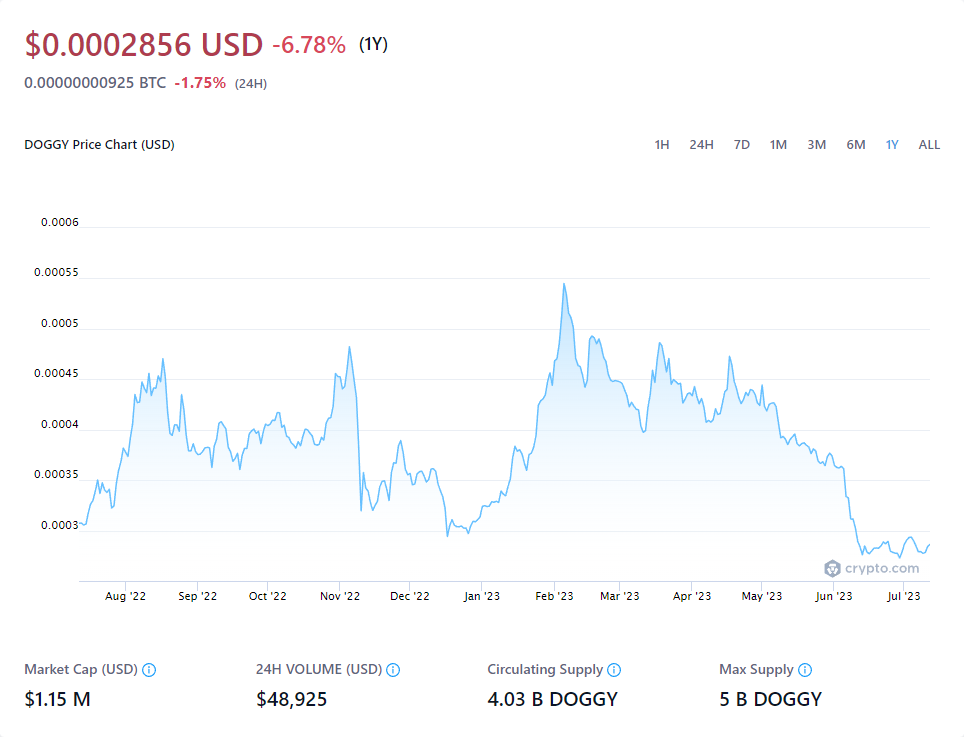 $0.0002856 USD -6.78% (1Y)
0.00000000925 BTC -1.75% (24H)
DOGGY Price Chart (USD)
1H 24H 7D 1M 3M 6M 1Y ALL
0.0006
0.00055
0.0005
0.00045
0.0004
0.00035
0.0003
crypto.com
Aug '22 Sep '22 Oct '22 Nov '22 Dec '22 Jan '23 Feb '23 Mar '23 Apr '23 May '23 Jun '23 Jul '23
Market Cap (USD) 24H VOLUME (USD) Circulating Supply Max Supply
$1.15 M $48,925 4.03 B DOGGY 5 B DOGGY